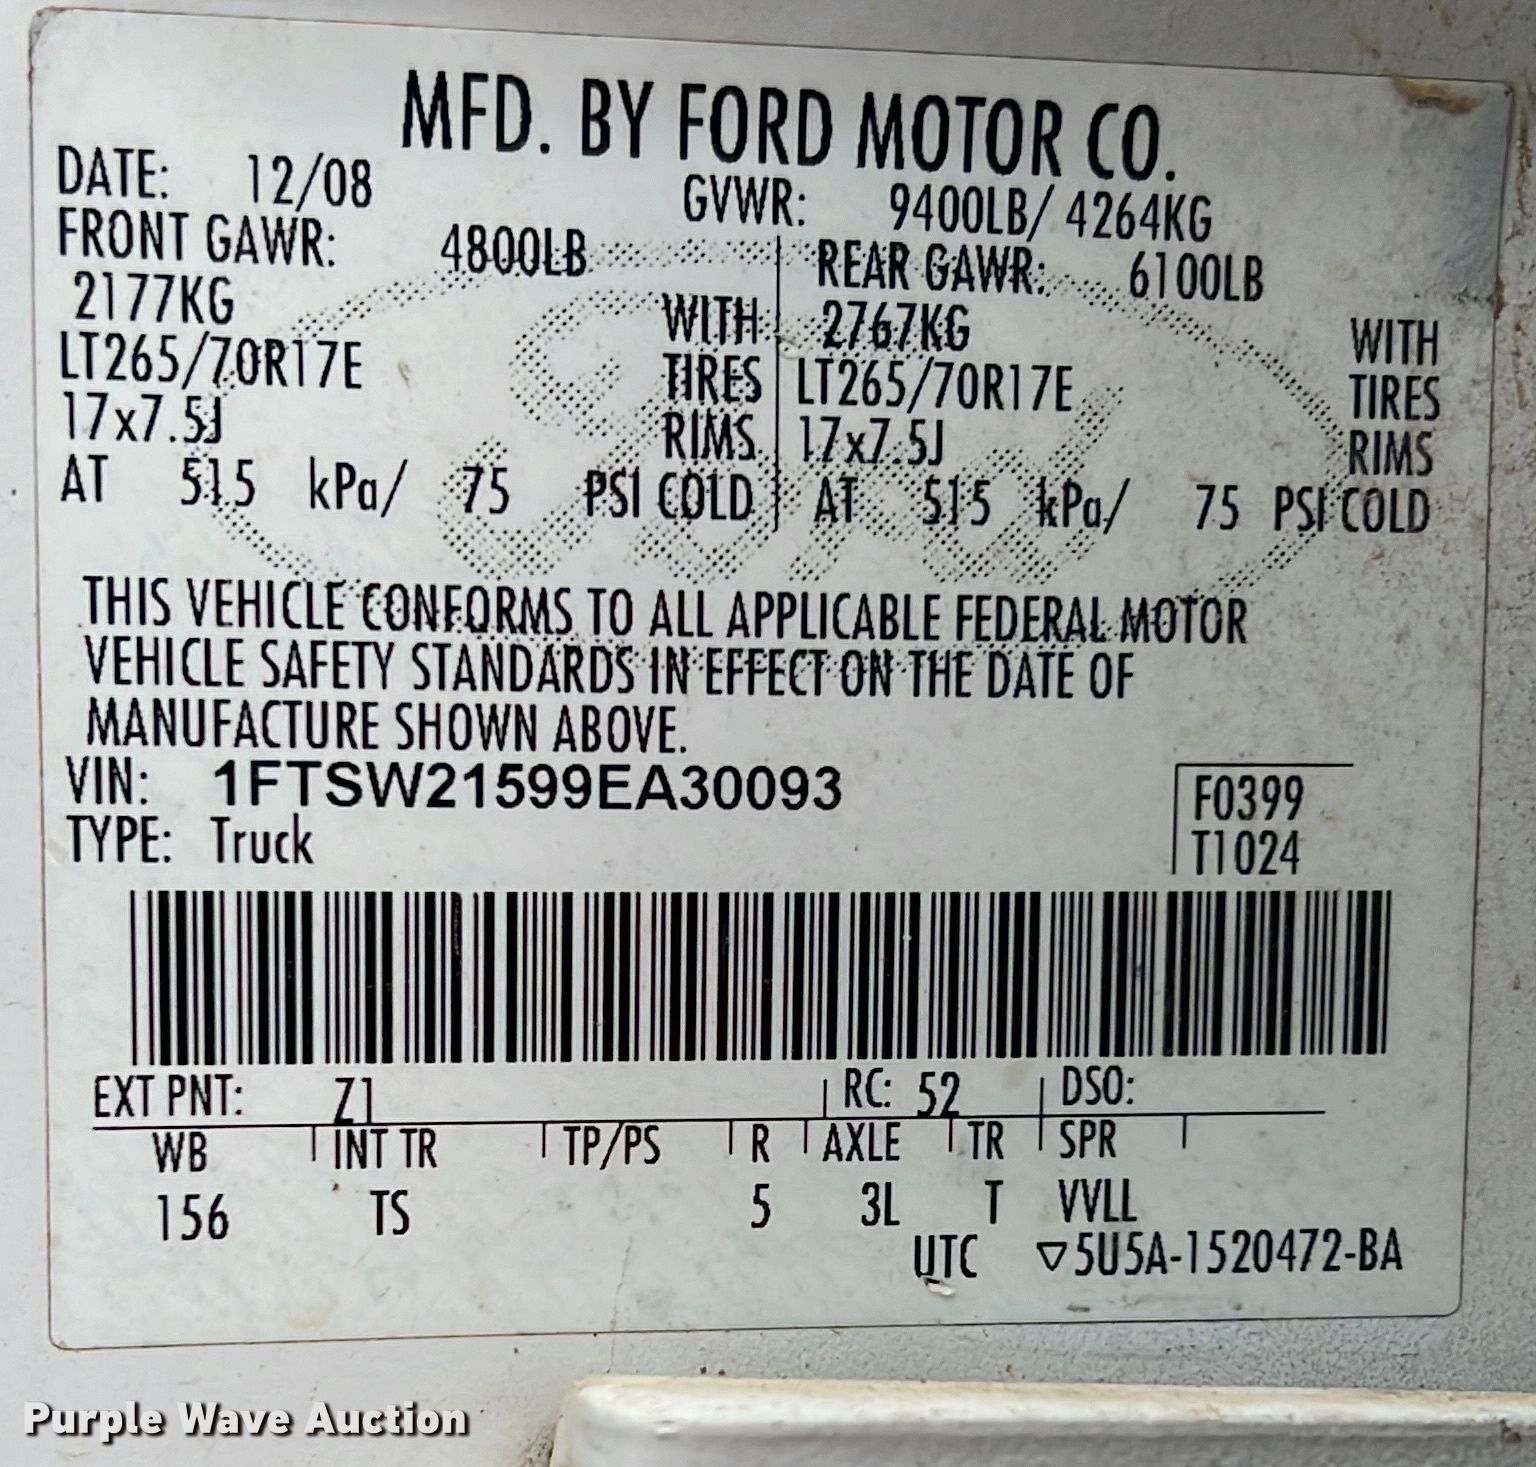 MFD. BY FORD MOTOR CO.
DATE: 12/08 GVWR: 9400LB/ 4264KG
FRONT GAWR: 4800LB REAR GAWR: 6100LB
2177KG WITH 2767KG WITH
LT265/70R17E TIRES LT265/70R17E TIRES
17x7.5J RIMS 17x7.5J RIMS
AT 515 kPa/ 75 PSI COLD AT 515 kPa/ 75 PSI COLD
THIS VEHICLE CONFORMS TO ALL APPLICABLE FEDERAL MOTOR
VEHICLE SAFETY STANDARDS IN EFFECT ON THE DATE OF
MANUFACTURE SHOWN ABOVE.
VIN: 1FTSW21599EA30093 F0399
TYPE: Truck T1024
EXT PNT: Z1 RC: 52 DSO:
WB INT TR TP/PS R AXLE TR SPR
156 TS 5 3L T VVLL
UTC ▽5U5A-1520472-BA
Purple Wave Auction